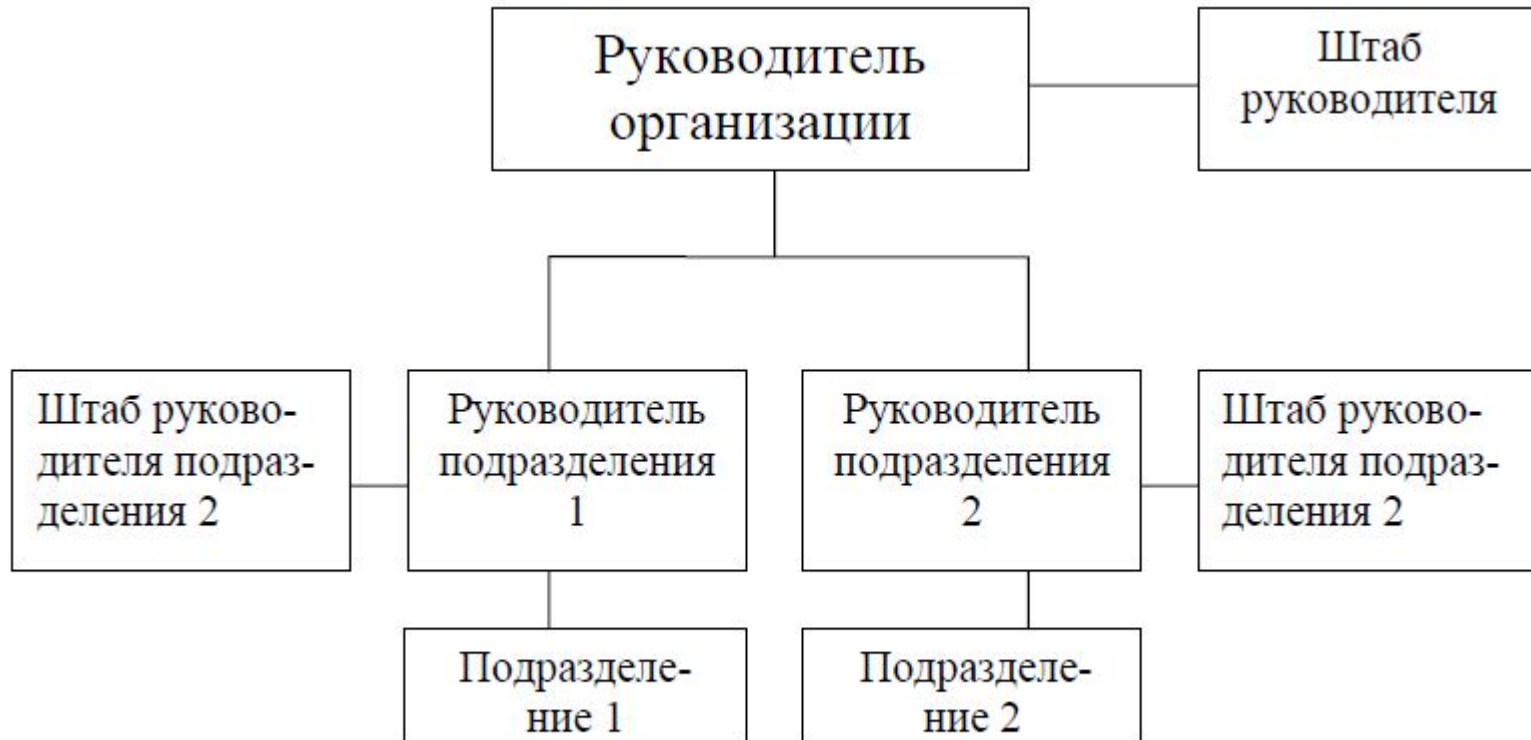 Руководитель
организации
Штаб
руководителя
Штаб руково-
дителя подраз-
деления 2
Руководитель
подразделения
1
Руководитель
подразделения
2
Штаб руково-
дителя подраз-
деления 2
Подразделе-
ние 1
Подразделе-
ние 2